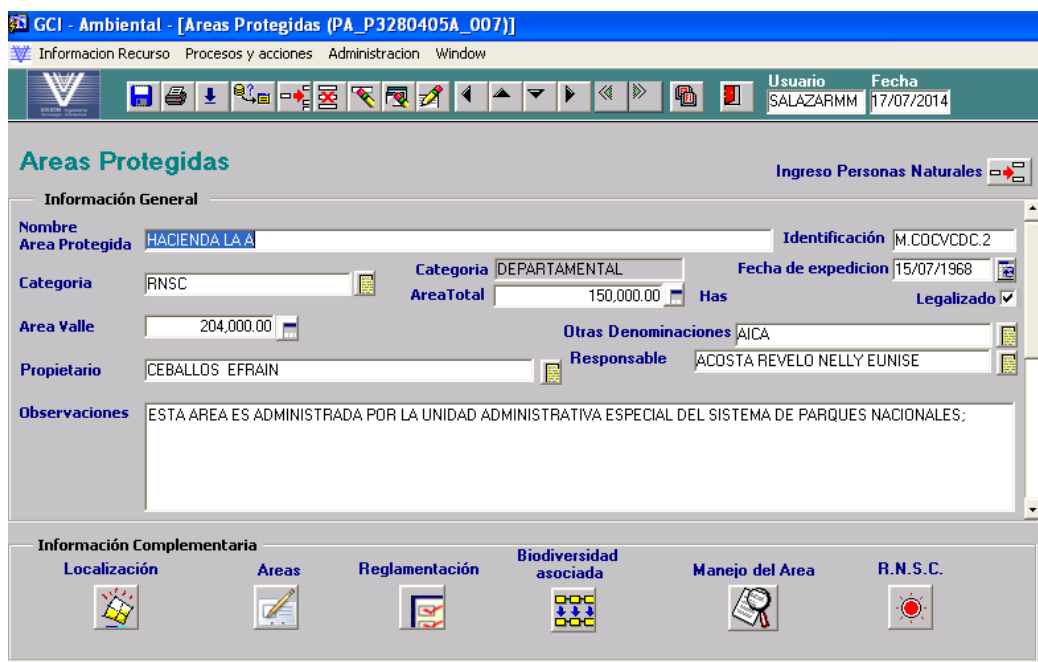 GCI - Ambiental - [Areas Protegidas (PA_P3280405A_007)]
Informacion Recurso Procesos y acciones Administracion Window
Usuario Fecha
SALAZARMM 17/07/2014
Areas Protegidas
Ingreso Personas Naturales
Información General
Nombre
Area Protegida HACIENDA LA A Identificación M.COCVCDC.2
Categoria RNSC Categoria DEPARTAMENTAL Fecha de expedicion 15/07/1968
AreaTotal 150,000.00 Has Legalizado
Area Valle 204,000.00 Otras Denominaciones AICA
Propietario CEBALLOS EFRAIN Responsable ACOSTA REVELO NELLY EUNISE
Observaciones ESTA AREA ES ADMINISTRADA POR LA UNIDAD ADMINISTRATIVA ESPECIAL DEL SISTEMA DE PARQUES NACIONALES;
Información Complementaria
Localización Areas Reglamentación Biodiversidad asociada Manejo del Area R.N.S.C.